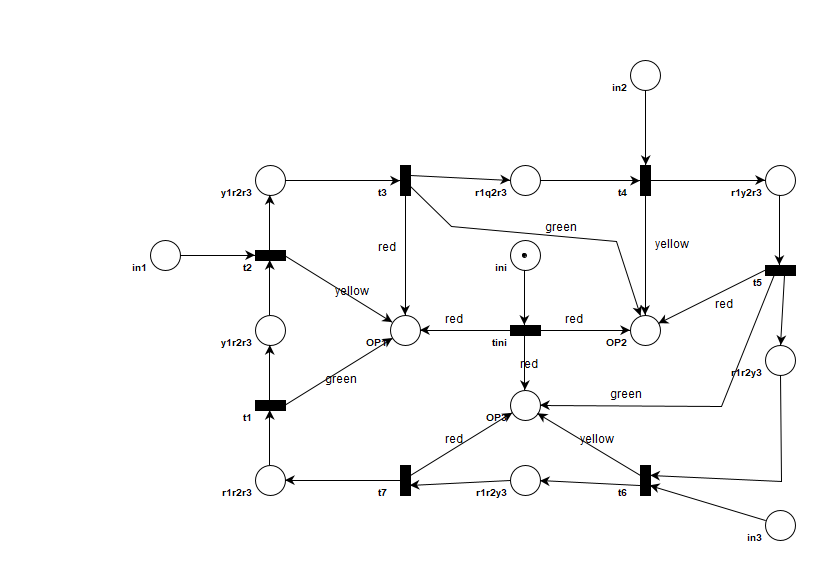 in2
y1r2r3
t3
r1q2r3
t4
r1y2r3
green
red
yellow
in1
t2
ini
t5
yellow
red
red
red
y1r2r3
OP1
tini
OP2
red
r1r2y3
green
green
t1
OP3
red
yellow
r1r2r3
t7
r1r2y3
t6
in3